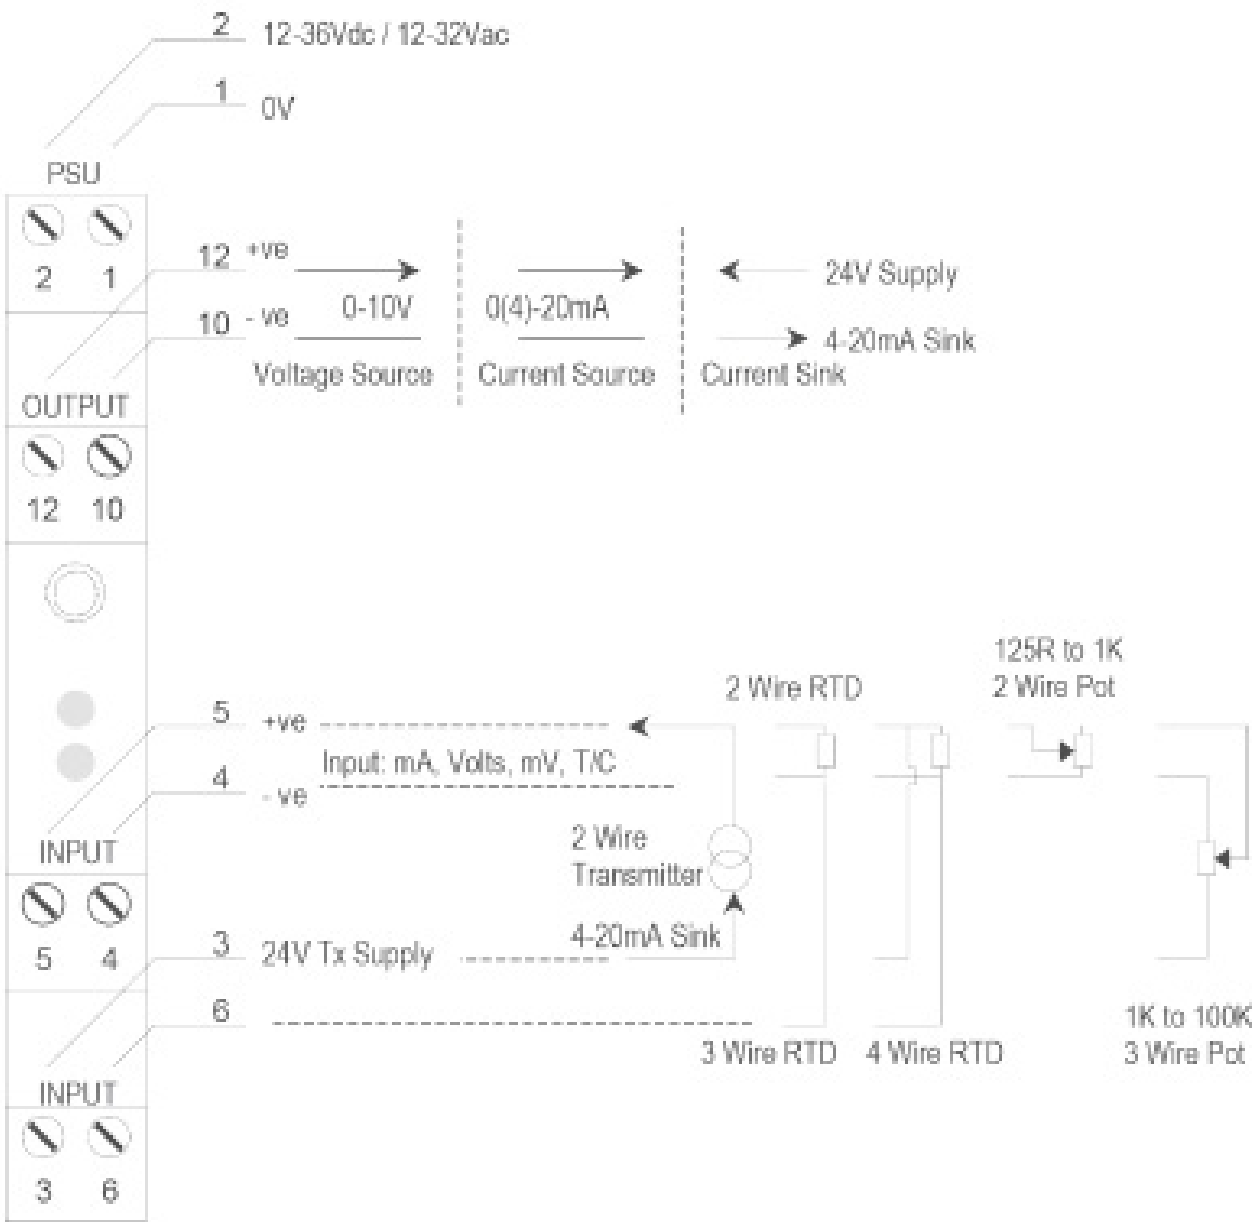 2 12-36Vdc / 12-32Vac
1 0V
PSU
2 1
12 +ve
24V Supply
0-10V 0(4)-20mA
10 - ve
4-20mA Sink
Voltage Source Current Source Current Sink
OUTPUT
12 10
125R to 1K
2 Wire Pot
2 Wire RTD
5 +ve
Input: mA, Volts, mV, T/C
4 - ve
2 Wire
Transmitter
INPUT
5 4
4-20mA Sink
3 24V Tx Supply
6
3 Wire RTD 4 Wire RTD
1K to 100K
3 Wire Pot
INPUT
3 6